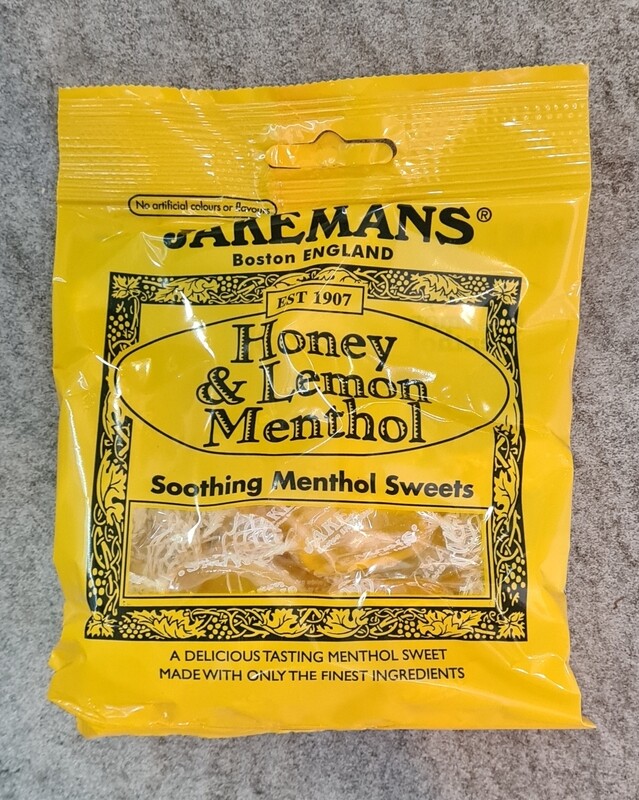 No artificial colours or flavours
JAKEMANS®
Boston ENGLAND
EST 1907
Honey
& Lemon
Menthol
Soothing Menthol Sweets
A DELICIOUS TASTING MENTHOL SWEET
MADE WITH ONLY THE FINEST INGREDIENTS